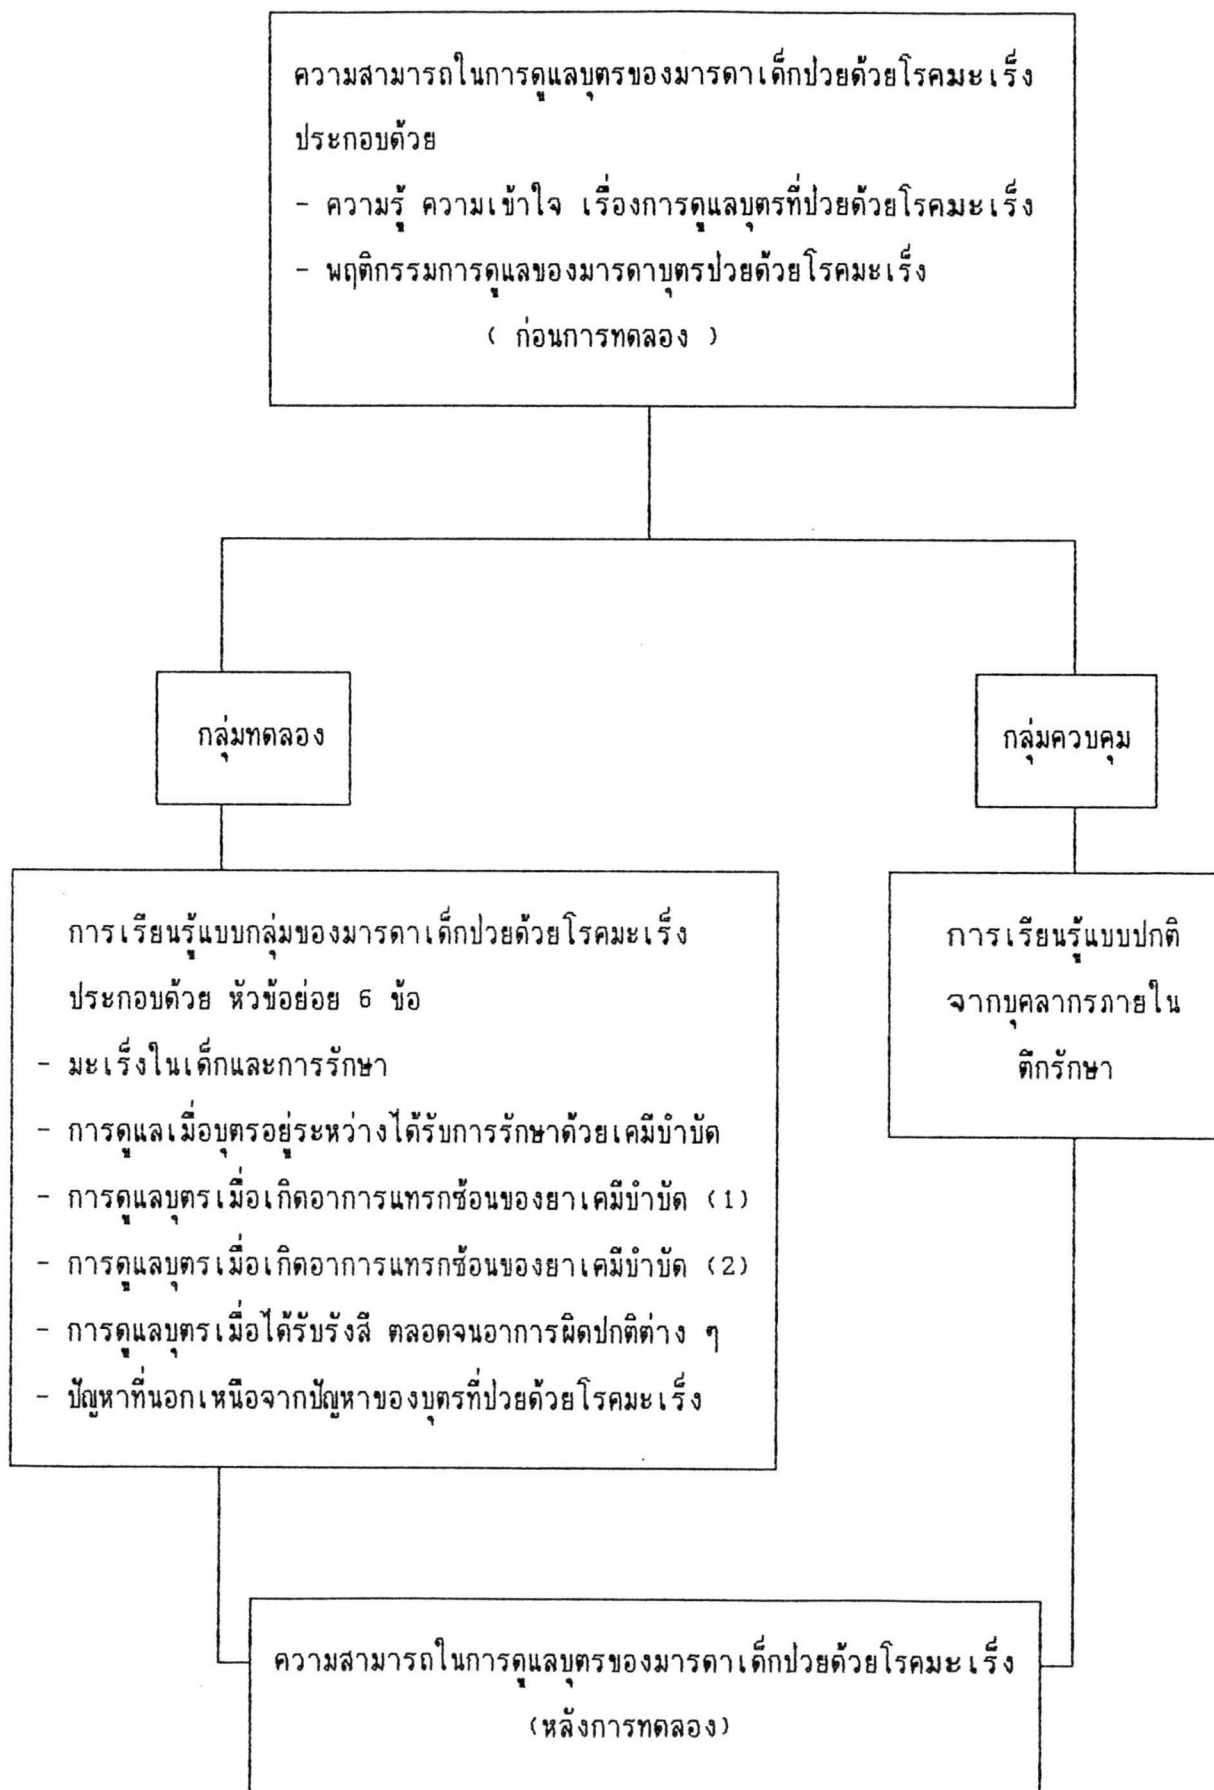 ความสามารถในการดูแลบุตรของมารดาเด็กป่วยด้วยโรคมะเร็ง
ประกอบด้วย
- ความรู้ ความเข้าใจ เรื่องการดูแลบุตรที่ป่วยด้วยโรคมะเร็ง
- พฤติกรรมการดูแลของมารดาบุตรป่วยด้วยโรคมะเร็ง
( ก่อนการทดลอง )
กลุ่มทดลอง
กลุ่มควบคุม
การเรียนรู้แบบกลุ่มของมารดาเด็กป่วยด้วยโรคมะเร็ง
ประกอบด้วย หัวข้อย่อย 6 ข้อ
- มะเร็งในเด็กและการรักษา
- การดูแลเมื่อบุตรอยู่ระหว่างได้รับการรักษาด้วยเคมีบำบัด
- การดูแลบุตรเมื่อเกิดอาการแทรกซ้อนของยาเคมีบำบัด (1)
- การดูแลบุตรเมื่อเกิดอาการแทรกซ้อนของยาเคมีบำบัด (2)
- การดูแลบุตรเมื่อได้รับรังสี ตลอดจนอาการผิดปกติต่าง ๆ
- ปัญหาที่นอกเหนือจากปัญหาของบุตรที่ป่วยด้วยโรคมะเร็ง
การเรียนรู้แบบปกติ
จากบุคลากรภายใน
ตึกรักษา
ความสามารถในการดูแลบุตรของมารดาเด็กป่วยด้วยโรคมะเร็ง
(หลังการทดลอง)